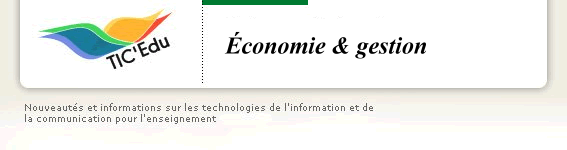 TIC'Edu
Économie & gestion
Nouveautés et informations sur les technologies de l'information et de
la communication pour l'enseignement